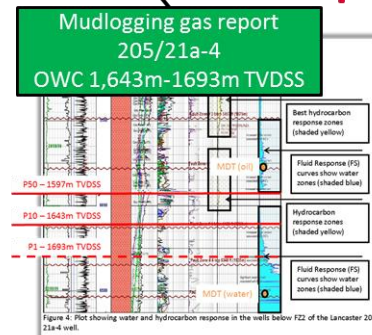 Mudlogging gas report
205/21a-4
OWC 1,643m-1693m TVDSS
Best hydrocarbon
response zones
(shaded yellow)
MDT (oil)
Fluid Response (FS)
curves show water
zones (shaded blue)
P50 – 1597m TVDSS
P10 – 1643m TVDSS
Hydrocarbon
response zones
(shaded yellow)
P1 – 1693m TVDSS
Fluid Response (FS)
curves show water
zones (shaded blue)
MDT (water)
Figure 4: Plot showing water and hydrocarbon response in the wells below FZ2 of the Lancaster 20
21a-4 well.